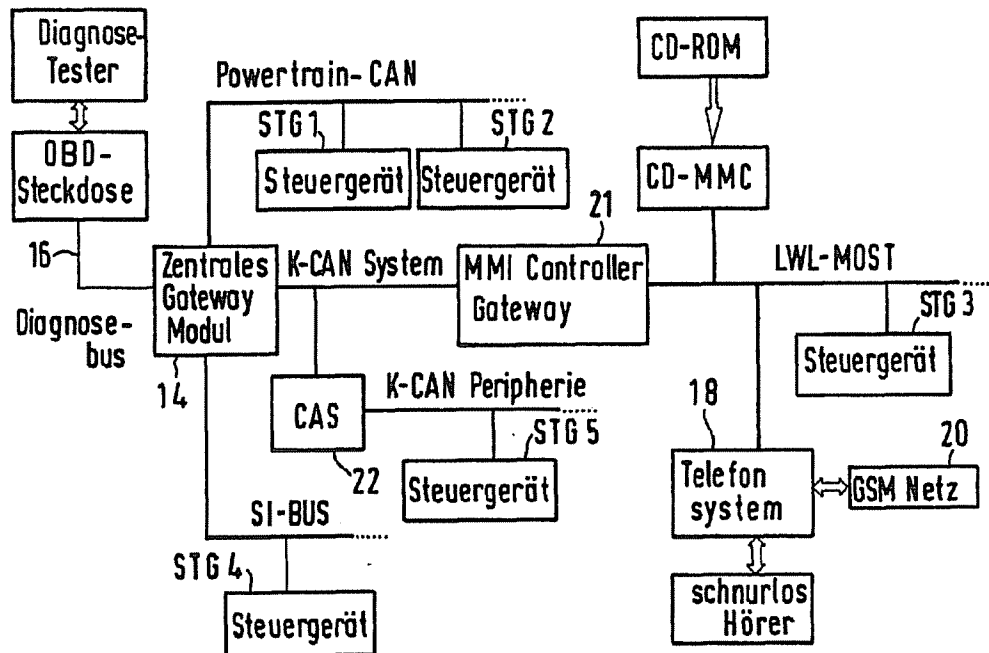 Diagnose-
Tester
OBD-
Steckdose
16
Diagnose-
bus
Powertrain-CAN
STG 1
Steuergerät
STG 2
Steuergerät
CD-ROM
CD-MMC
Zentrales
Gateway
Modul
14
K-CAN System
21
MMI Controller
Gateway
LWL-MOST
STG 3
Steuergerät
CAS
22
K-CAN Peripherie
STG 5
Steuergerät
18
Telefon
system
20
GSM Netz
schnurlos
Hörer
SI-BUS
STG 4
Steuergerät